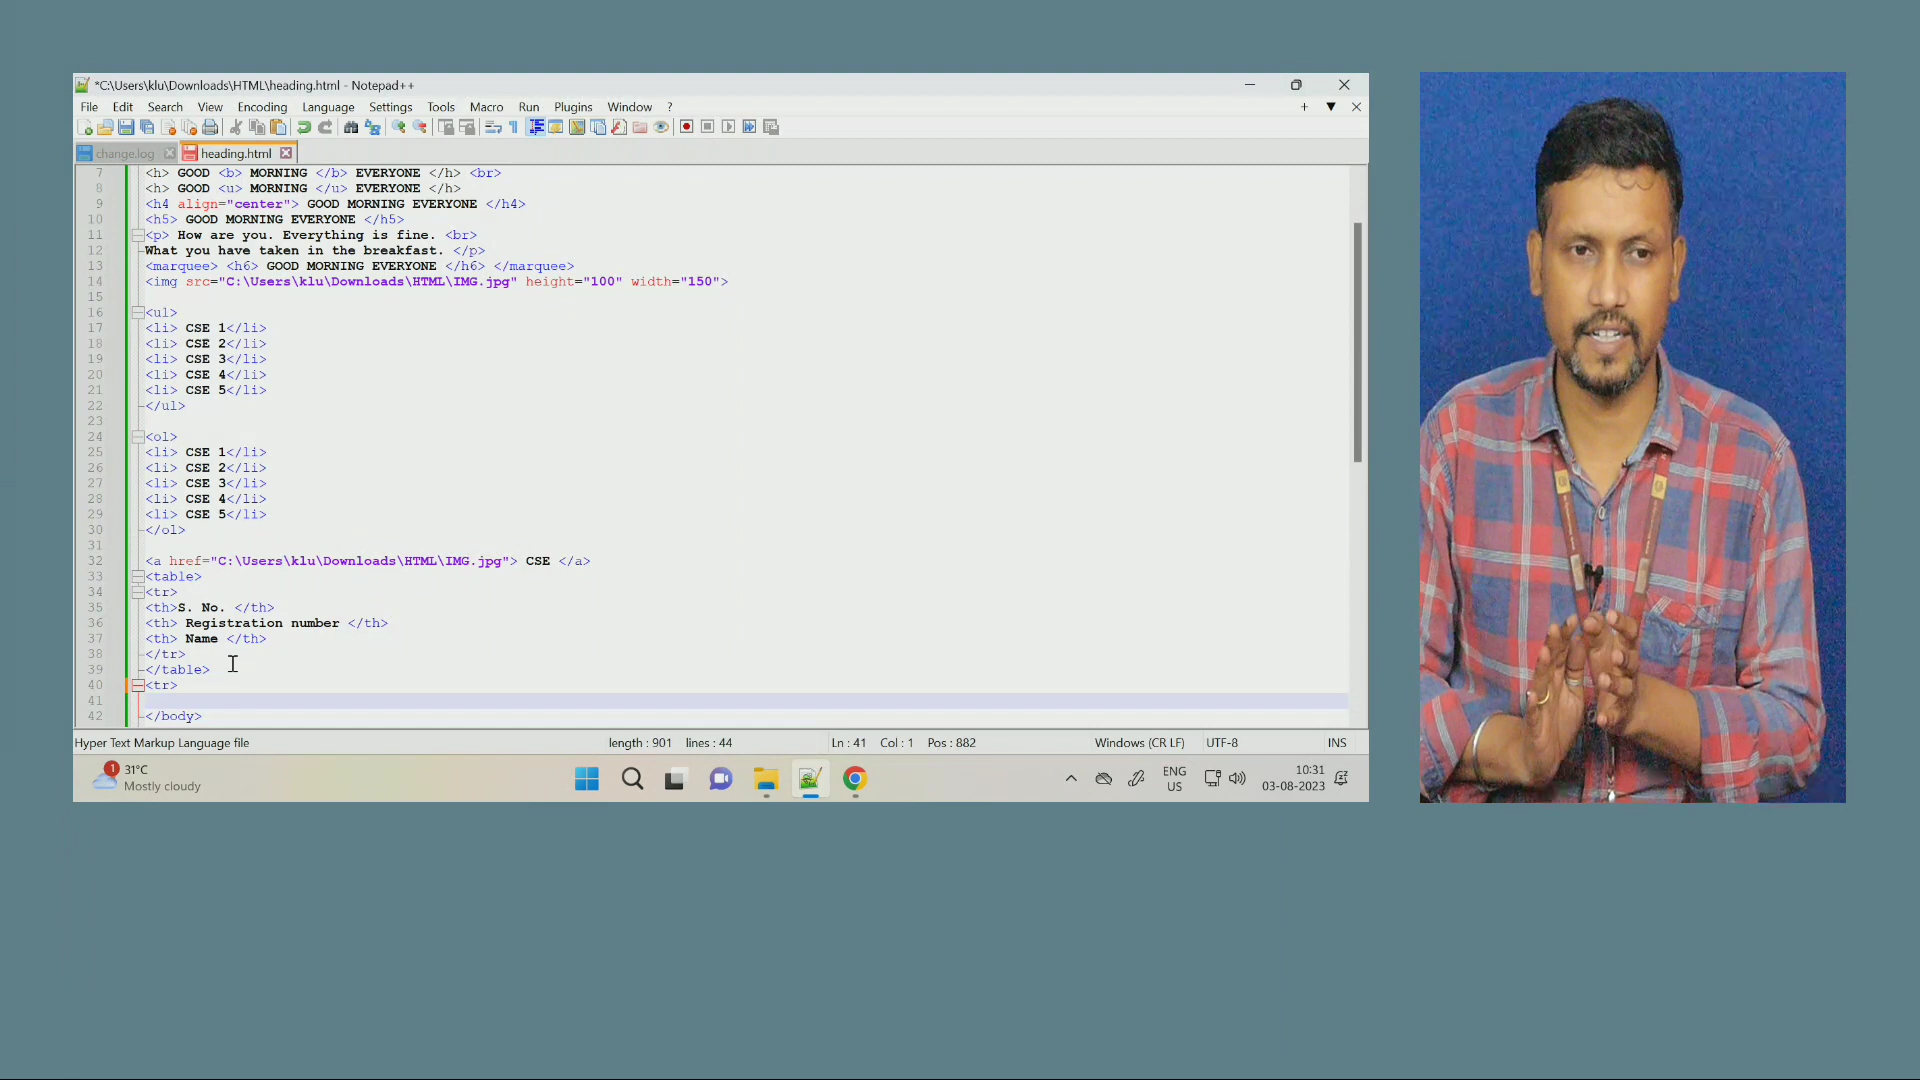 *C:\Users\klu\Downloads\HTML\heading.html - Notepad++
File Edit Search View Encoding Language Settings Tools Macro Run Plugins Window ?
change.log heading.html
7 <h> GOOD <b> MORNING </b> EVERYONE </h> <br>
8 <h> GOOD <u> MORNING </u> EVERYONE </h>
9 <h4 align="center"> GOOD MORNING EVERYONE </h4>
10 <h5> GOOD MORNING EVERYONE </h5>
11 <p> How are you. Everything is fine. <br>
12 What you have taken in the breakfast. </p>
13 <marquee> <h6> GOOD MORNING EVERYONE </h6> </marquee>
14 <img src="C:\Users\klu\Downloads\HTML\IMG.jpg" height="100" width="150">
15
16 <ul>
17 <li> CSE 1</li>
18 <li> CSE 2</li>
19 <li> CSE 3</li>
20 <li> CSE 4</li>
21 <li> CSE 5</li>
22 </ul>
23
24 <ol>
25 <li> CSE 1</li>
26 <li> CSE 2</li>
27 <li> CSE 3</li>
28 <li> CSE 4</li>
29 <li> CSE 5</li>
30 </ol>
31
32 <a href="C:\Users\klu\Downloads\HTML\IMG.jpg"> CSE </a>
33 <table>
34 <tr>
35 <th>S. No. </th>
36 <th> Registration number </th>
37 <th> Name </th>
38 </tr>
39 </table>
40 <tr>
41
42 </body>
Hyper Text Markup Language file length : 901 lines : 44 Ln : 41 Col : 1 Pos : 882 Windows (CR LF) UTF-8 INS
1 31°C
Mostly cloudy
ENG
US
10:31
03-08-2023